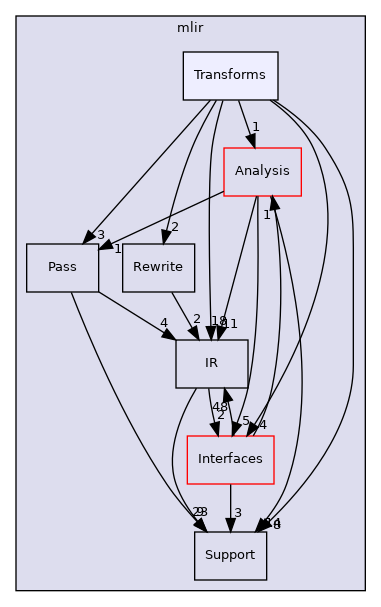 mlir
Transforms
1
Analysis
3
2
1
Pass
Rewrite
4
2
18
11
1
IR
48
2
5
4
Interfaces
3
9
Support